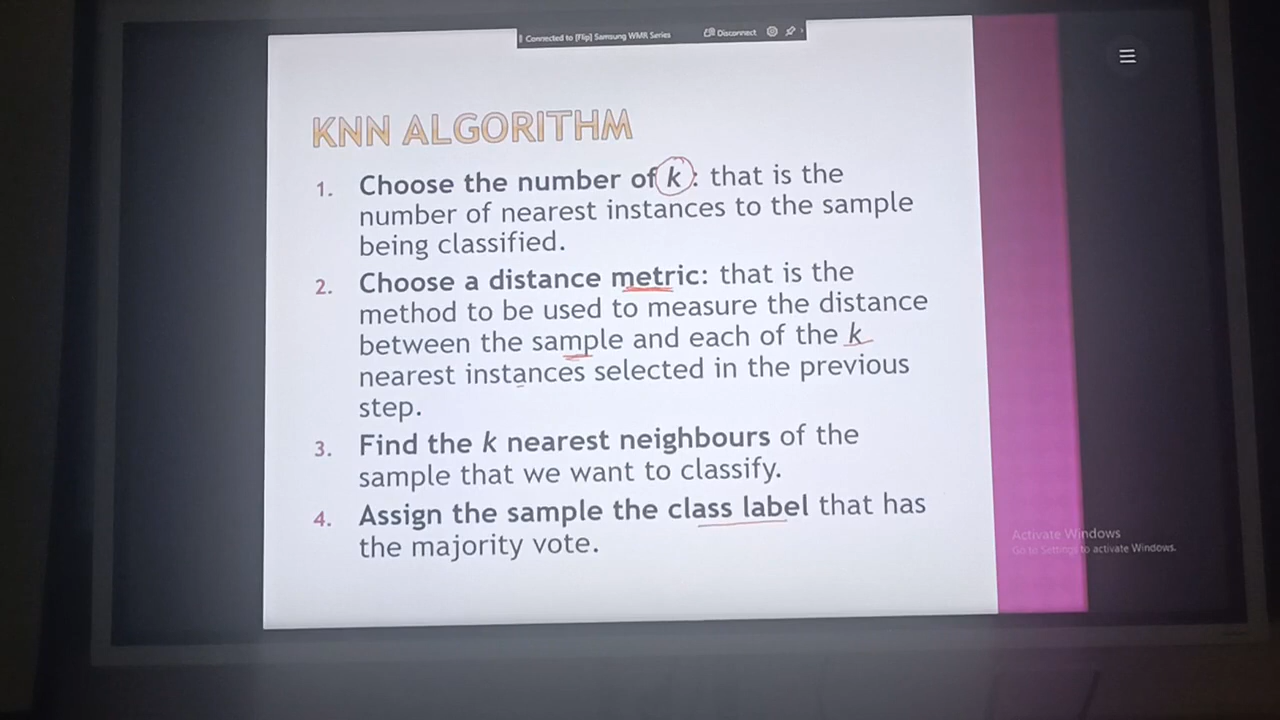 Connected to [Flip] Samsung WMR Series Disconnect
KNN ALGORITHM
1. Choose the number of k: that is the
number of nearest instances to the sample
being classified.
2. Choose a distance metric: that is the
method to be used to measure the distance
between the sample and each of the k
nearest instances selected in the previous
step.
3. Find the k nearest neighbours of the
sample that we want to classify.
4. Assign the sample the class label that has
the majority vote.
Activate Windows
Go to Settings to activate Windows.